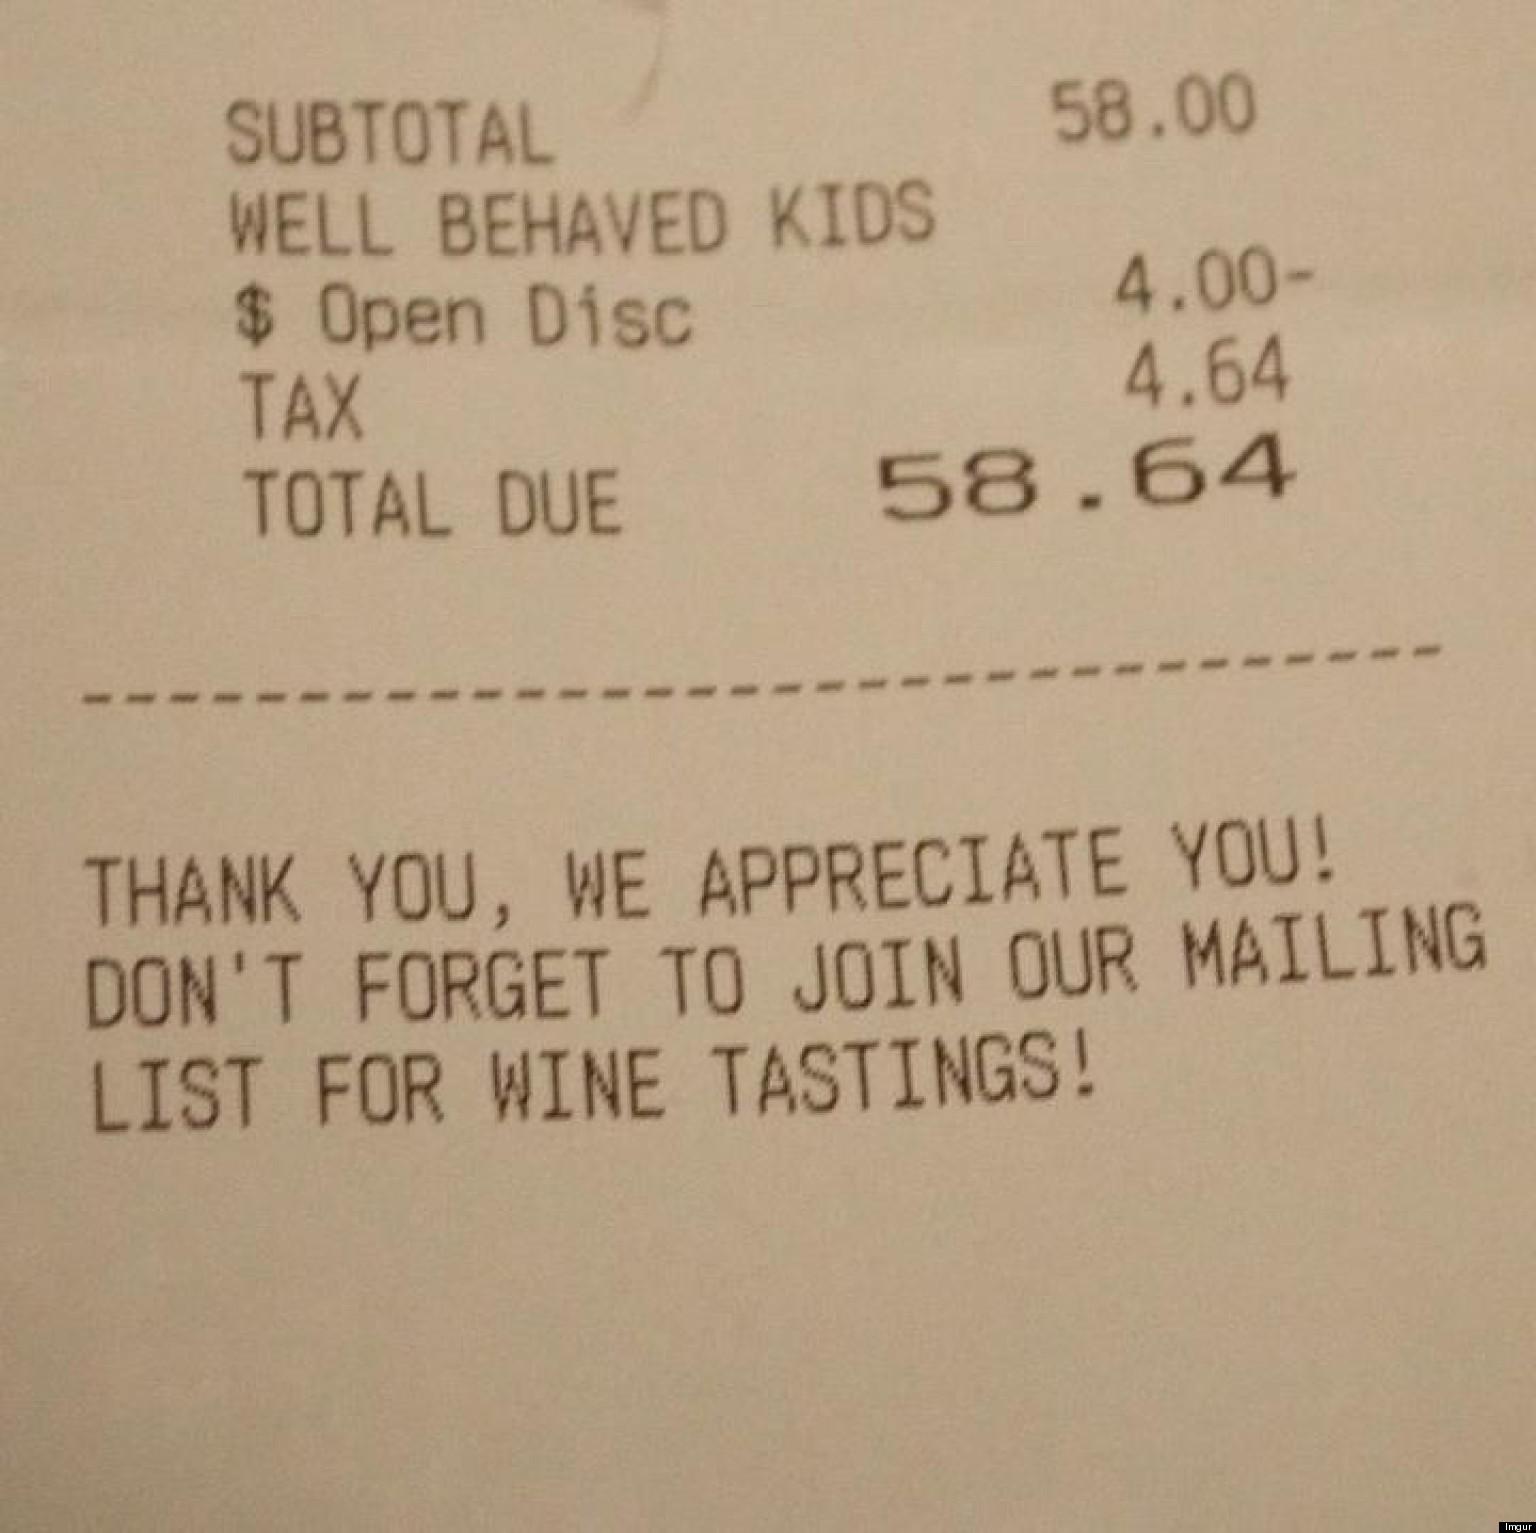 SUBTOTAL 58.00
WELL BEHAVED KIDS
$ Open Disc 4.00-
TAX 4.64
TOTAL DUE 58.64
--------------------------------
THANK YOU, WE APPRECIATE YOU!
DON'T FORGET TO JOIN OUR MAILING
LIST FOR WINE TASTINGS!
Imgur